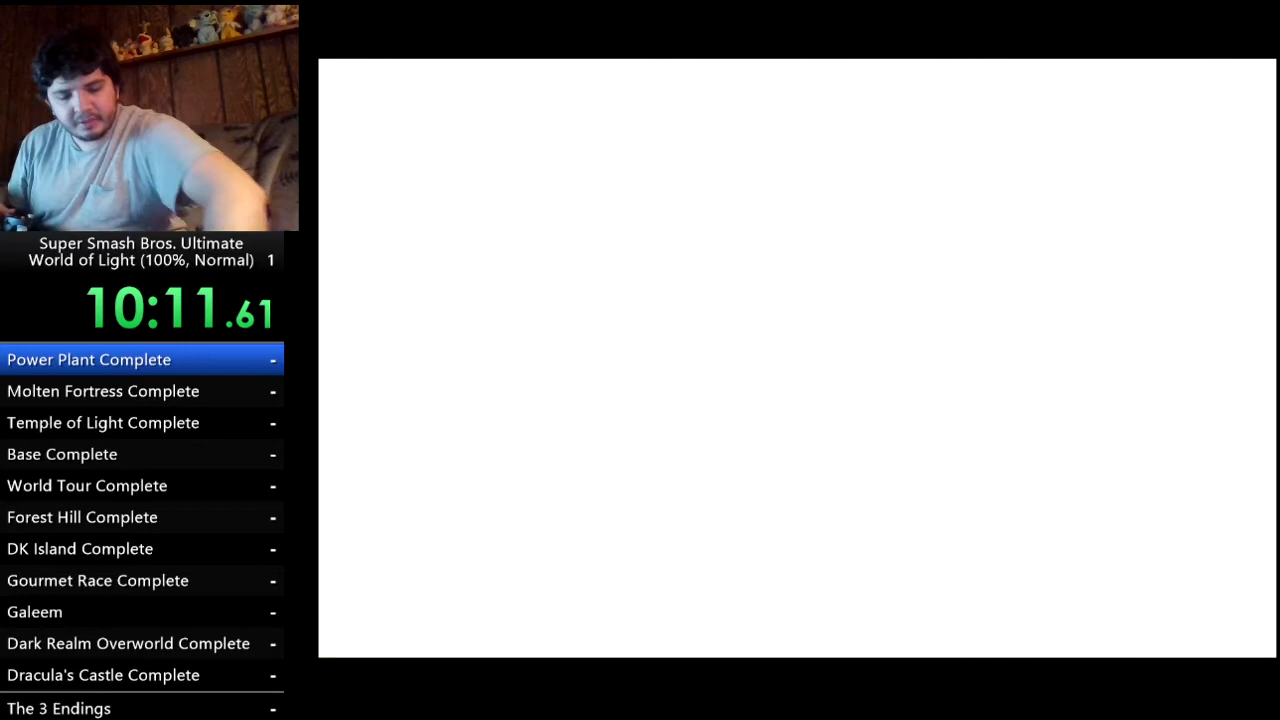 Super Smash Bros. Ultimate
World of Light (100%, Normal) 1
10:11.61
Power Plant Complete -
Molten Fortress Complete -
Temple of Light Complete -
Base Complete -
World Tour Complete -
Forest Hill Complete -
DK Island Complete -
Gourmet Race Complete -
Galeem -
Dark Realm Overworld Complete -
Dracula's Castle Complete -
The 3 Endings -